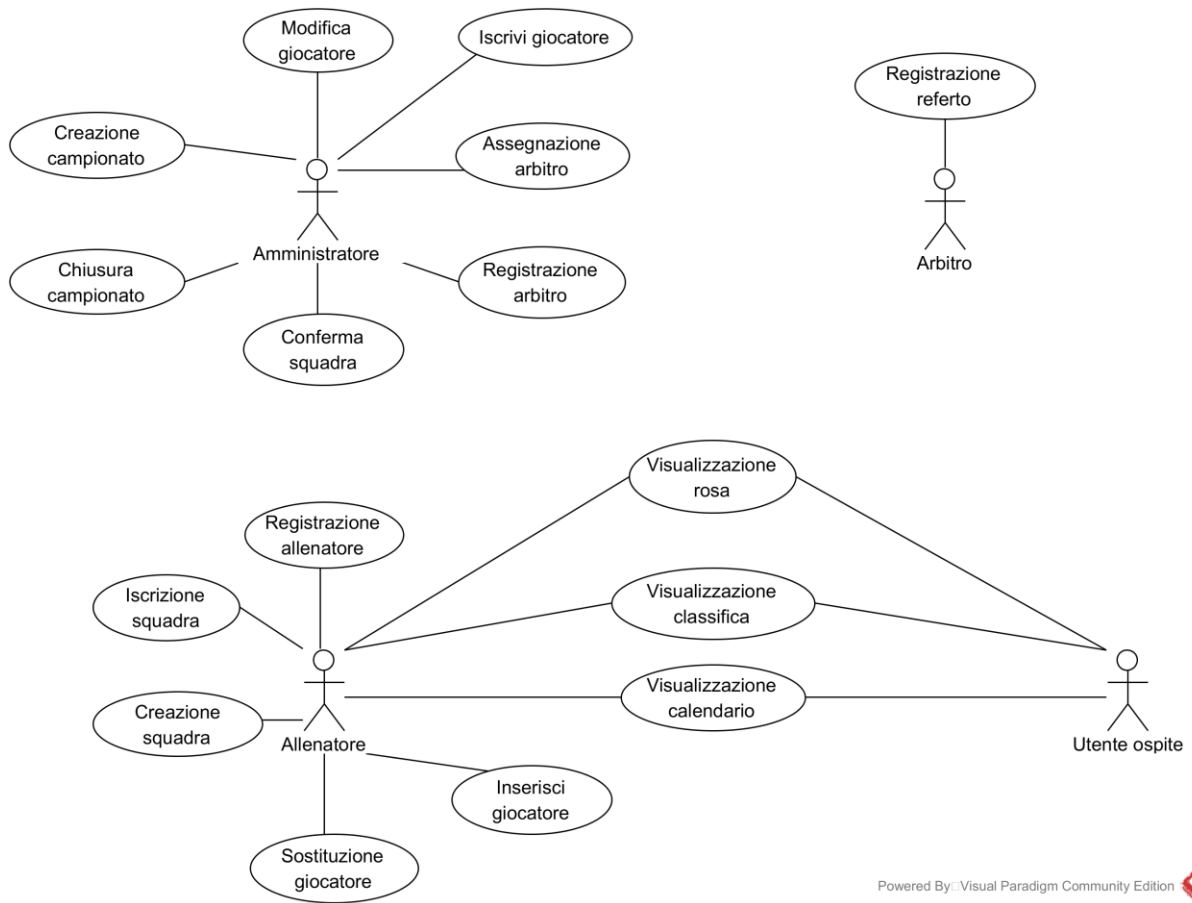 Modifica
giocatore
Iscrivi giocatore
Registrazione
referto
Creazione
campionato
Assegnazione
arbitro
Amministratore
Arbitro
Chiusura
campionato
Registrazione
arbitro
Conferma
squadra
Visualizzazione
rosa
Registrazione
allenatore
Iscrizione
squadra
Visualizzazione
classifica
Creazione
squadra
Visualizzazione
calendario
Allenatore
Utente ospite
Inserisci
giocatore
Sostituzione
giocatore
Powered By□Visual Paradigm Community Edition